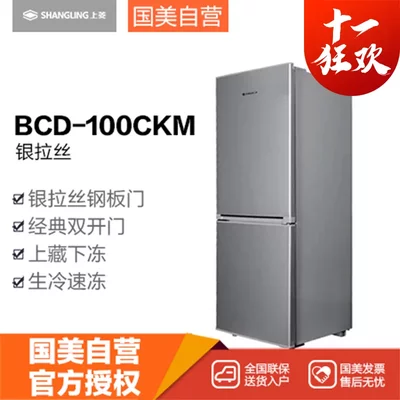 SHANGLING 上菱
国美自营
十一
狂欢
BCD-100CKM
银拉丝
银拉丝钢板门
经典双开门
上藏下冻
生冷速冻
国美自营
官方授权
全国联保
送货入户
国美发票
售后无忧